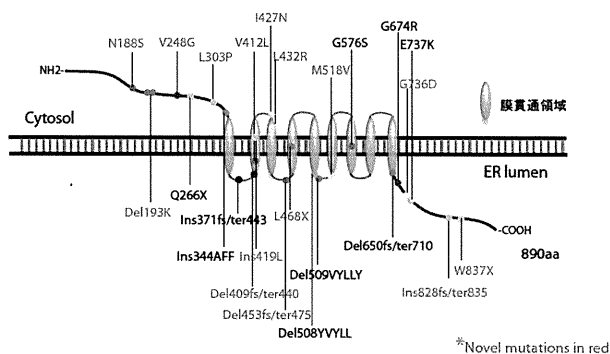 I427N
G674R
N188S
V248G
V412L
G576S
E737K
L303P
L432R
M518V
G736D
NH2-
膜貫通領域
Cytosol
ER lumen
Q266X
Ins371fs/ter443
L468X
-COOH
Del193K
Del650fs/ter710
890aa
Ins344AFF
ins419L
Del509VYLLY
W837X
Del409fs/ter440
Ins828fs/ter835
Del453fs/ter475
Del508YVYLL
*Novel mutations in red